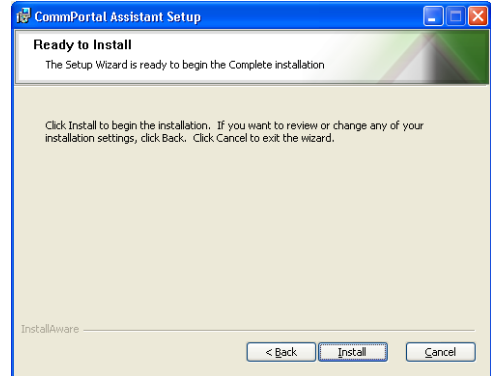 CommPortal Assistant Setup
Ready to Install
The Setup Wizard is ready to begin the Complete installation
Click Install to begin the installation. If you want to review or change any of your
installation settings, click Back. Click Cancel to exit the wizard.
InstallAware
< Back Install Cancel